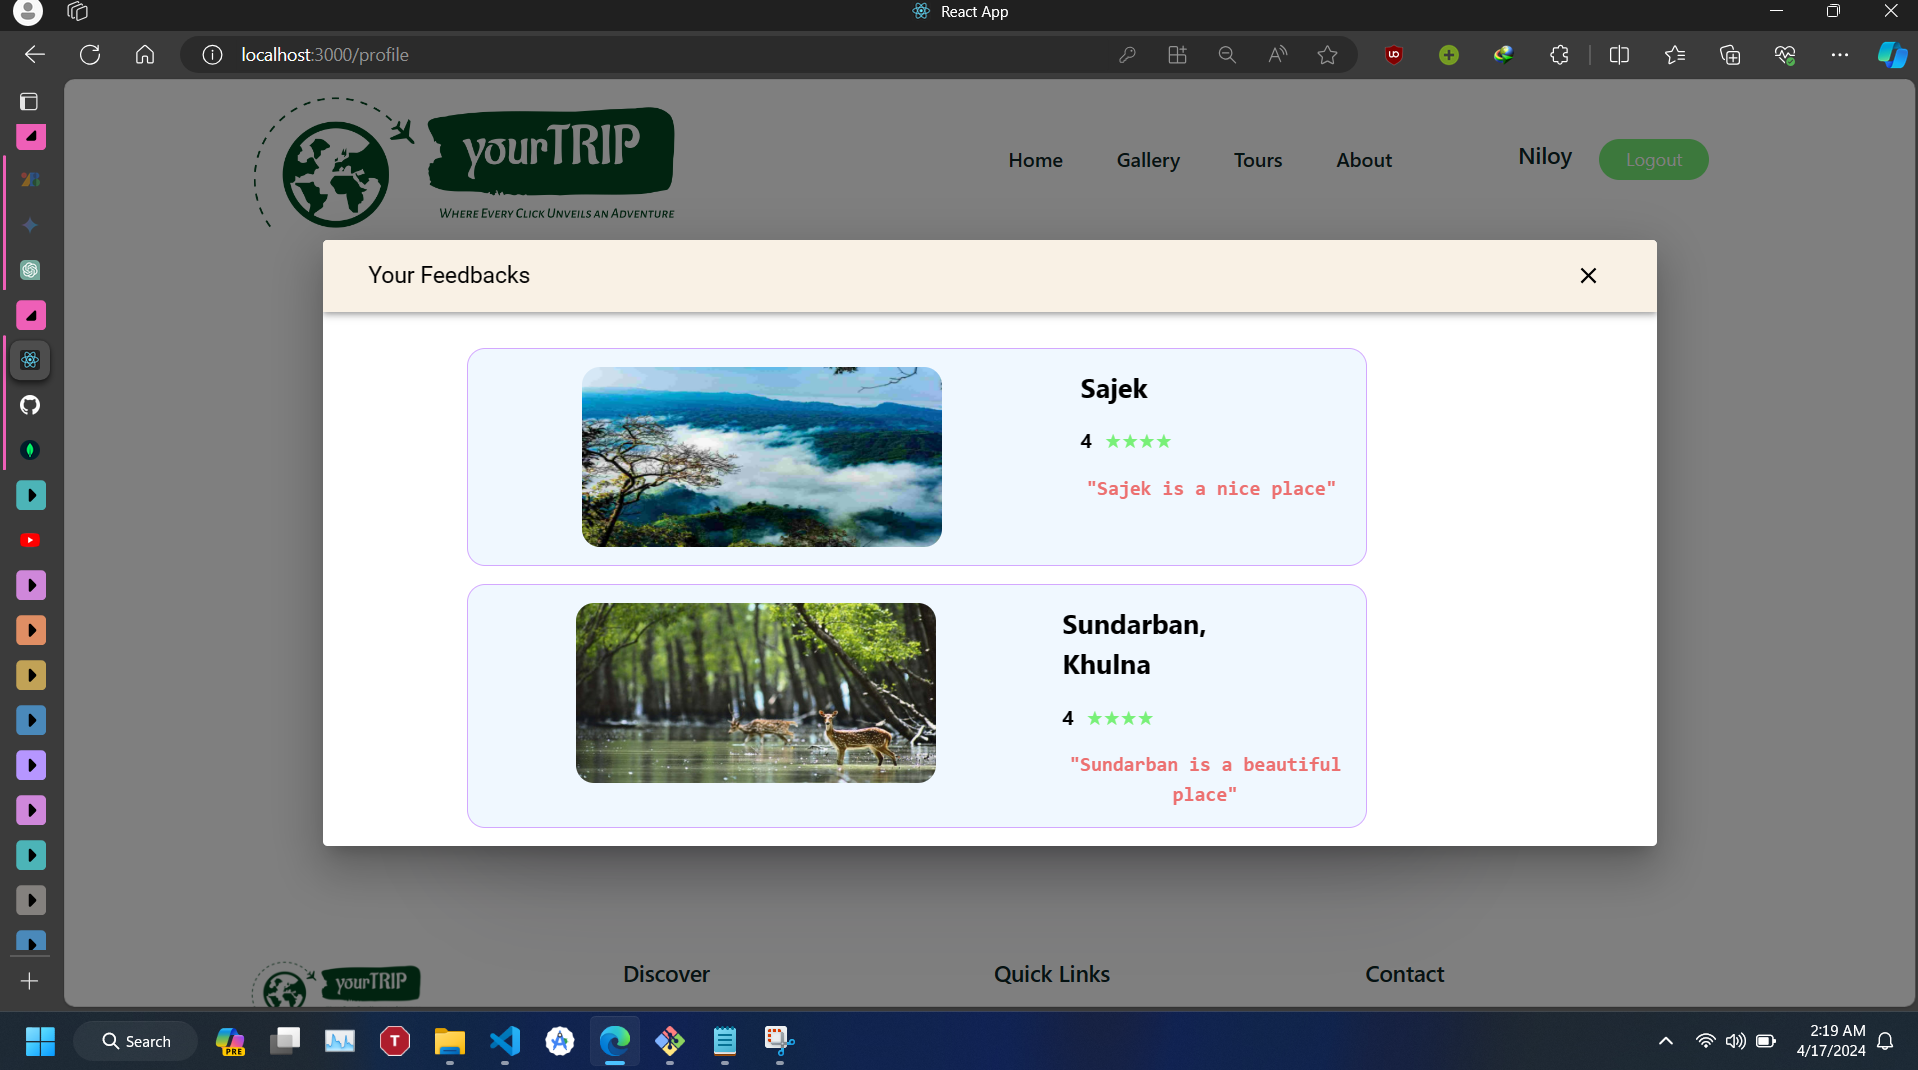 React App
localhost:3000/profile
yourTRIP
WHERE EVERY CLICK UNVEILS AN ADVENTURE
Home
Gallery
Tours
About
Niloy
Logout
Your Feedbacks
Sajek
4 ★★★★
"Sajek is a nice place"
Sundarban,
Khulna
4 ★★★★
"Sundarban is a beautiful
place"
yourTRIP
Discover
Quick Links
Contact
Search
PRE
T
2:19 AM
4/17/2024